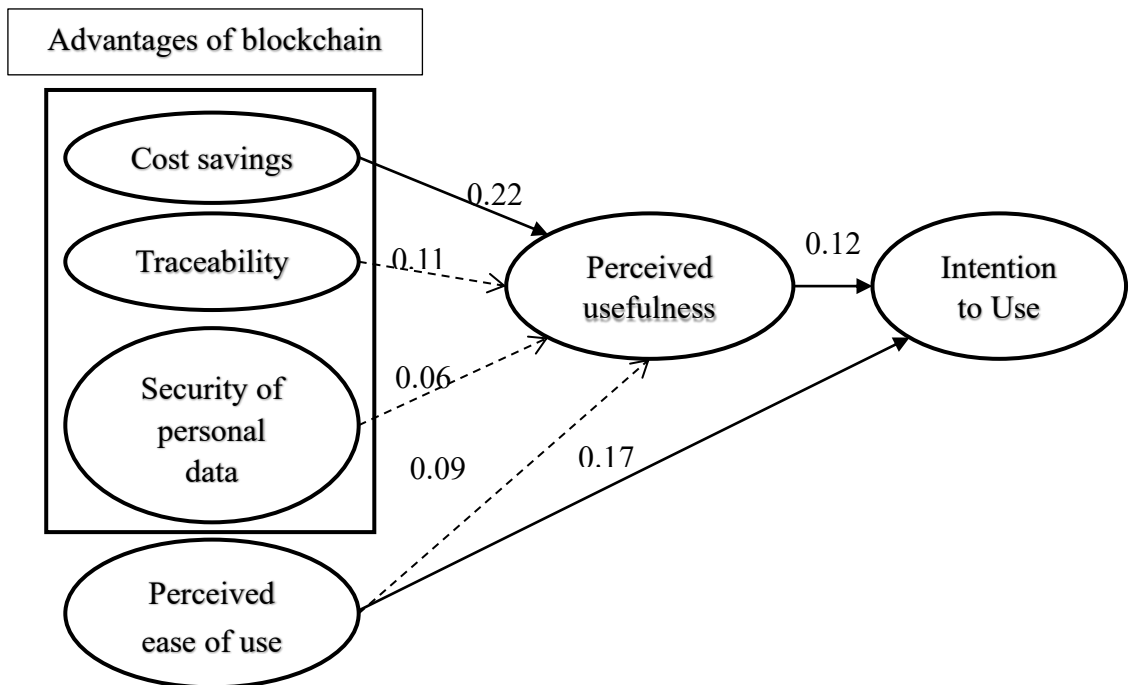 Advantages of blockchain
Cost savings
0.22
Traceability
0.11
Perceived
usefulness
0.12
Intention
to Use
Security of
personal
data
0.06
0.09
0.17
Perceived
ease of use